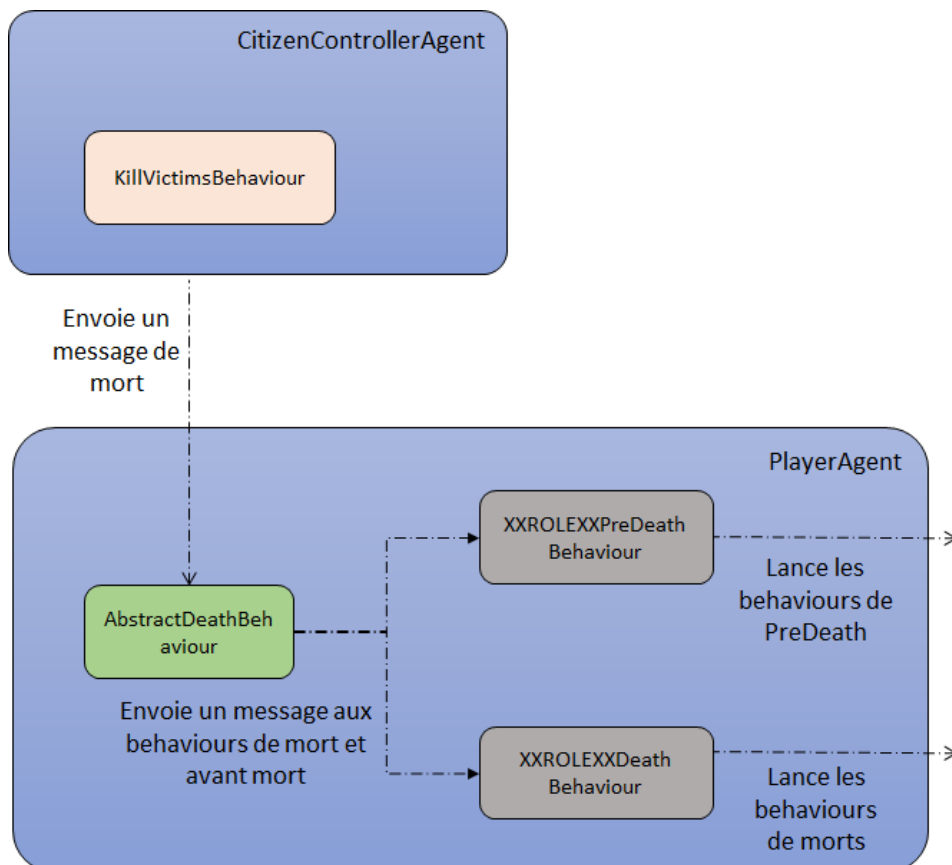 CitizenControllerAgent
KillVictimsBehaviour
Envoie un
message de
mort
PlayerAgent
XXROLEXXPreDeath
Behaviour
Lance les
behaviours de
PreDeath
AbstractDeathBeh
aviour
Envoie un message aux
behaviours de mort et
avant mort
XXROLEXXDeath
Behaviour
Lance les
behaviours
de morts